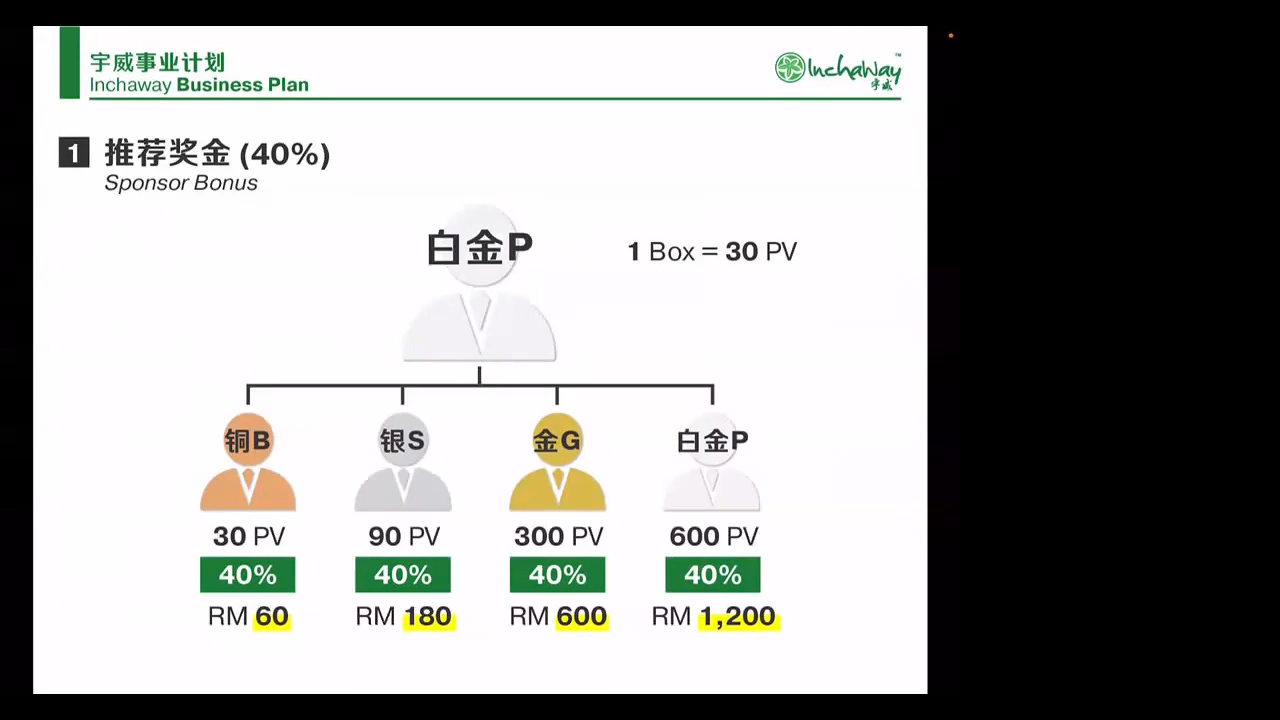 宇威事业计划
Inchaway Business Plan
Inchaway™
宇威
1 推荐奖金 (40%)
Sponsor Bonus
白金P
1 Box = 30 PV
铜B 银S 金G 白金P
30 PV 90 PV 300 PV 600 PV
40% 40% 40% 40%
RM 60 RM 180 RM 600 RM 1,200